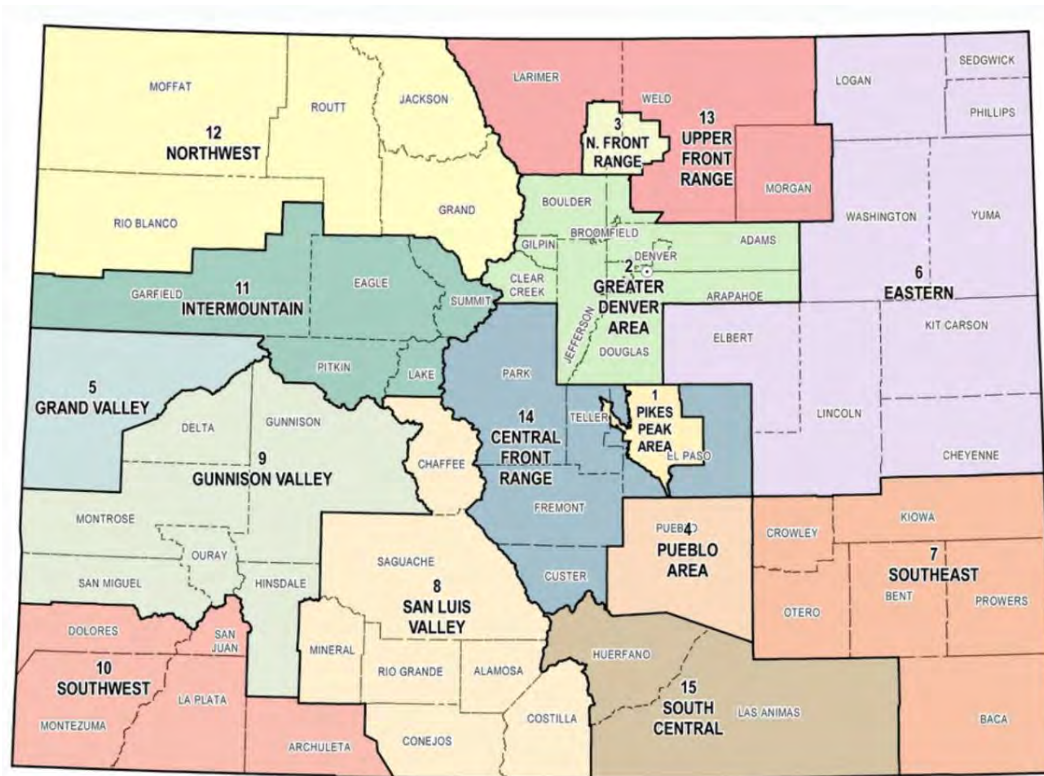 MOFFAT
12
NORTHWEST
ROUTT
JACKSON
RIO BLANCO
GRAND
LARIMER
WELD
3
N. FRONT
RANGE
13
UPPER
FRONT
RANGE
MORGAN
LOGAN
SEDGWICK
PHILLIPS
WASHINGTON
YUMA
6
EASTERN
BOULDER
BROOMFIELD
GILPIN
DENVER
ADAMS
CLEAR
CREEK
2
GREATER
DENVER
AREA
ARAPAHOE
JEFFERSON
DOUGLAS
ELBERT
KIT CARSON
LINCOLN
CHEYENNE
GARFIELD
11
INTERMOUNTAIN
EAGLE
SUMMIT
PITKIN
LAKE
5
GRAND VALLEY
DELTA
GUNNISON
9
GUNNISON VALLEY
MONTROSE
OURAY
SAN MIGUEL
HINSDALE
CHAFFEE
PARK
14
CENTRAL
FRONT
RANGE
TELLER
1
PIKES
PEAK
AREA
EL PASO
FREMONT
CUSTER
PUEBLO
4
PUEBLO
AREA
CROWLEY
KIOWA
7
SOUTHEAST
OTERO
BENT
PROWERS
BACA
SAGUACHE
8
SAN LUIS
VALLEY
MINERAL
RIO GRANDE
ALAMOSA
CONEJOS
COSTILLA
DOLORES
SAN
JUAN
10
SOUTHWEST
LA PLATA
MONTEZUMA
ARCHULETA
HUERFANO
15
SOUTH
CENTRAL
LAS ANIMAS